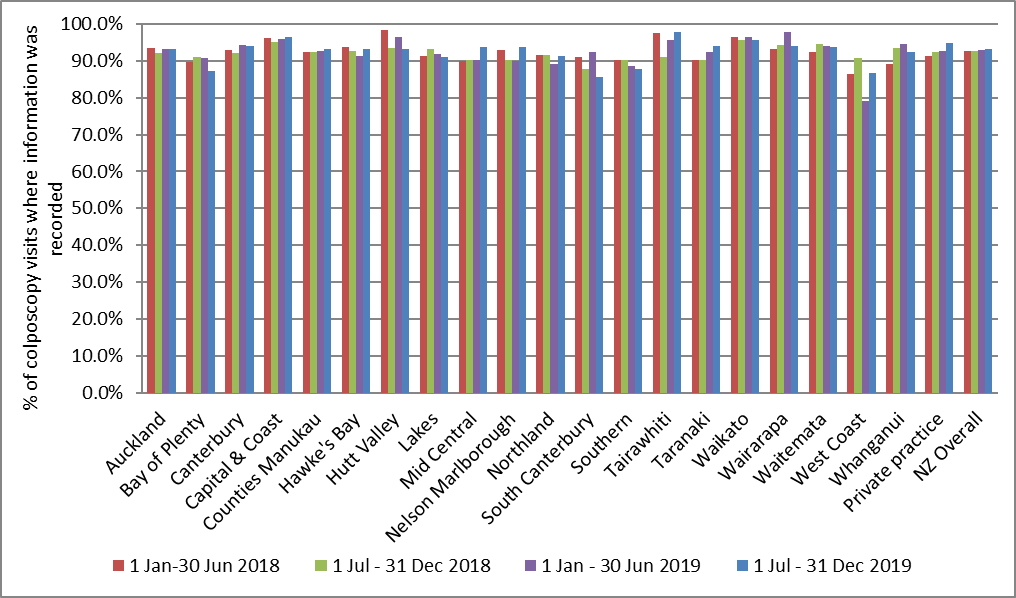 % of colposcopy visits where information was
recorded
100.0%
90.0%
80.0%
70.0%
60.0%
50.0%
40.0%
30.0%
20.0%
10.0%
0.0%
Auckland
Bay of Plenty
Canterbury
Capital & Coast
Counties Manukau
Hawke's Bay
Hutt Valley
Lakes
Mid Central
Nelson Marlborough
Northland
South Canterbury
Southern
Tairawhiti
Taranaki
Waikato
Wairarapa
Waitemata
West Coast
Whanganui
Private practice
NZ Overall
1 Jan-30 Jun 2018
1 Jul - 31 Dec 2018
1 Jan - 30 Jun 2019
1 Jul - 31 Dec 2019